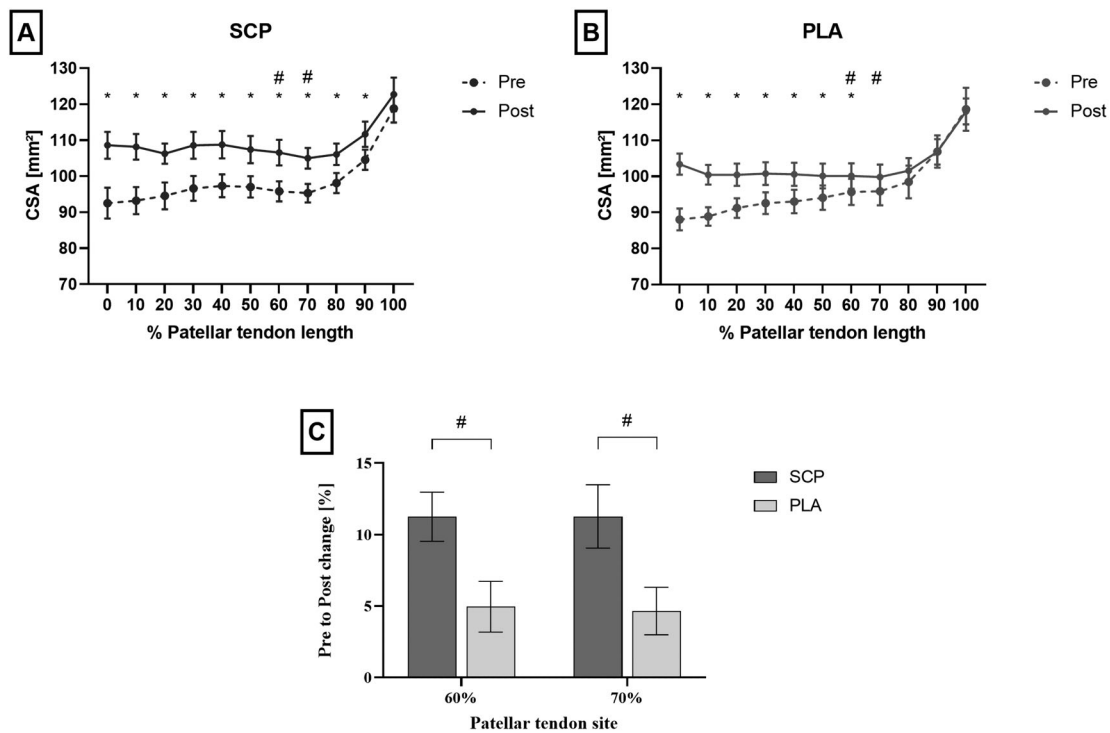 A
SCP
CSA [mm²]
130
120
110
100
90
80
70
# #
* * * * * * * * * *
0 10 20 30 40 50 60 70 80 90 100
% Patellar tendon length
Pre
Post
B
PLA
CSA [mm²]
130
120
110
100
90
80
70
# #
* * * * * * *
0 10 20 30 40 50 60 70 80 90 100
% Patellar tendon length
Pre
Post
C
# #
Pre to Post change [%]
15
10
5
0
60% 70%
Patellar tendon site
SCP
PLA